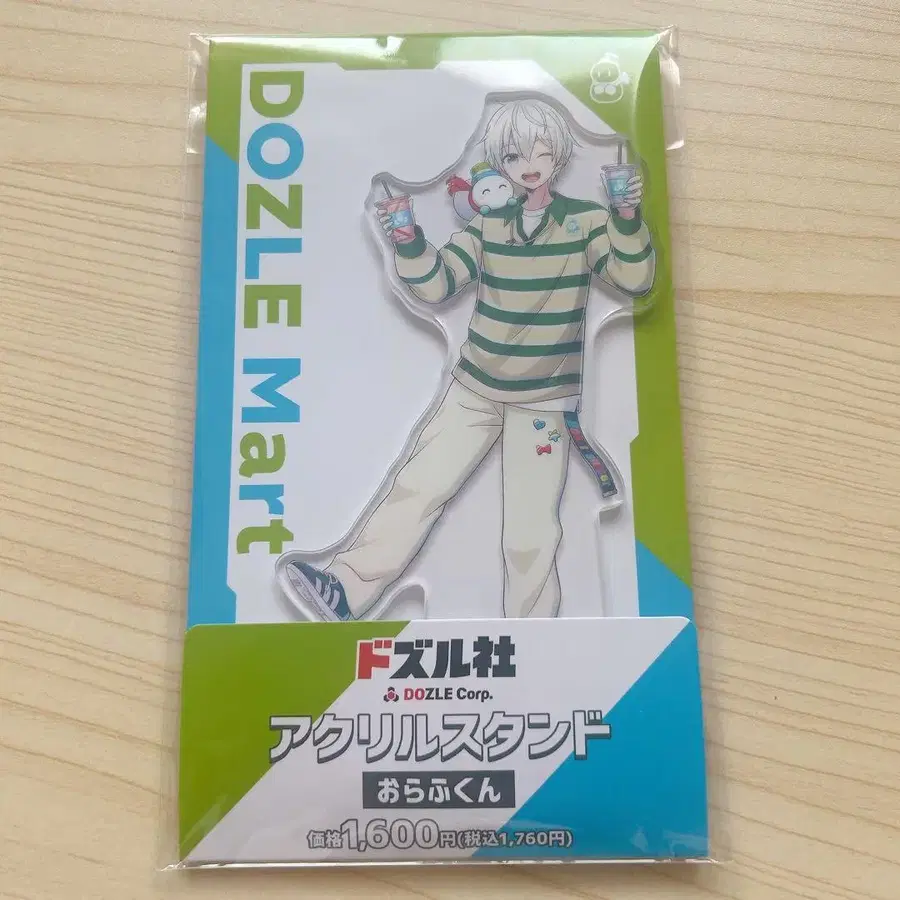 DOZLE Mart
ドズル社
DOZLE Corp.
アクリルスタンド
おらふくん
価格1,600円(税込1,760円)